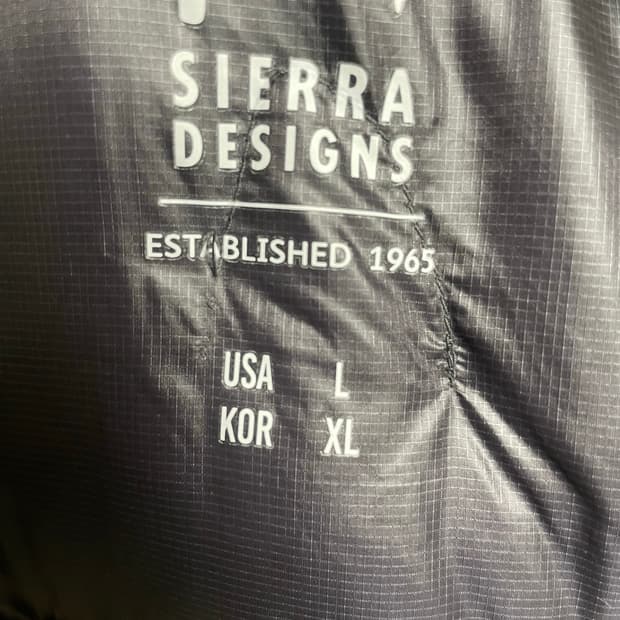 SIERRA
DESIGNS
ESTABLISHED 1965
USA L
KOR XL